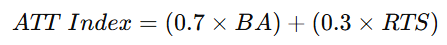 ATT Index = (0.7 × BA) + (0.3 × RTS)